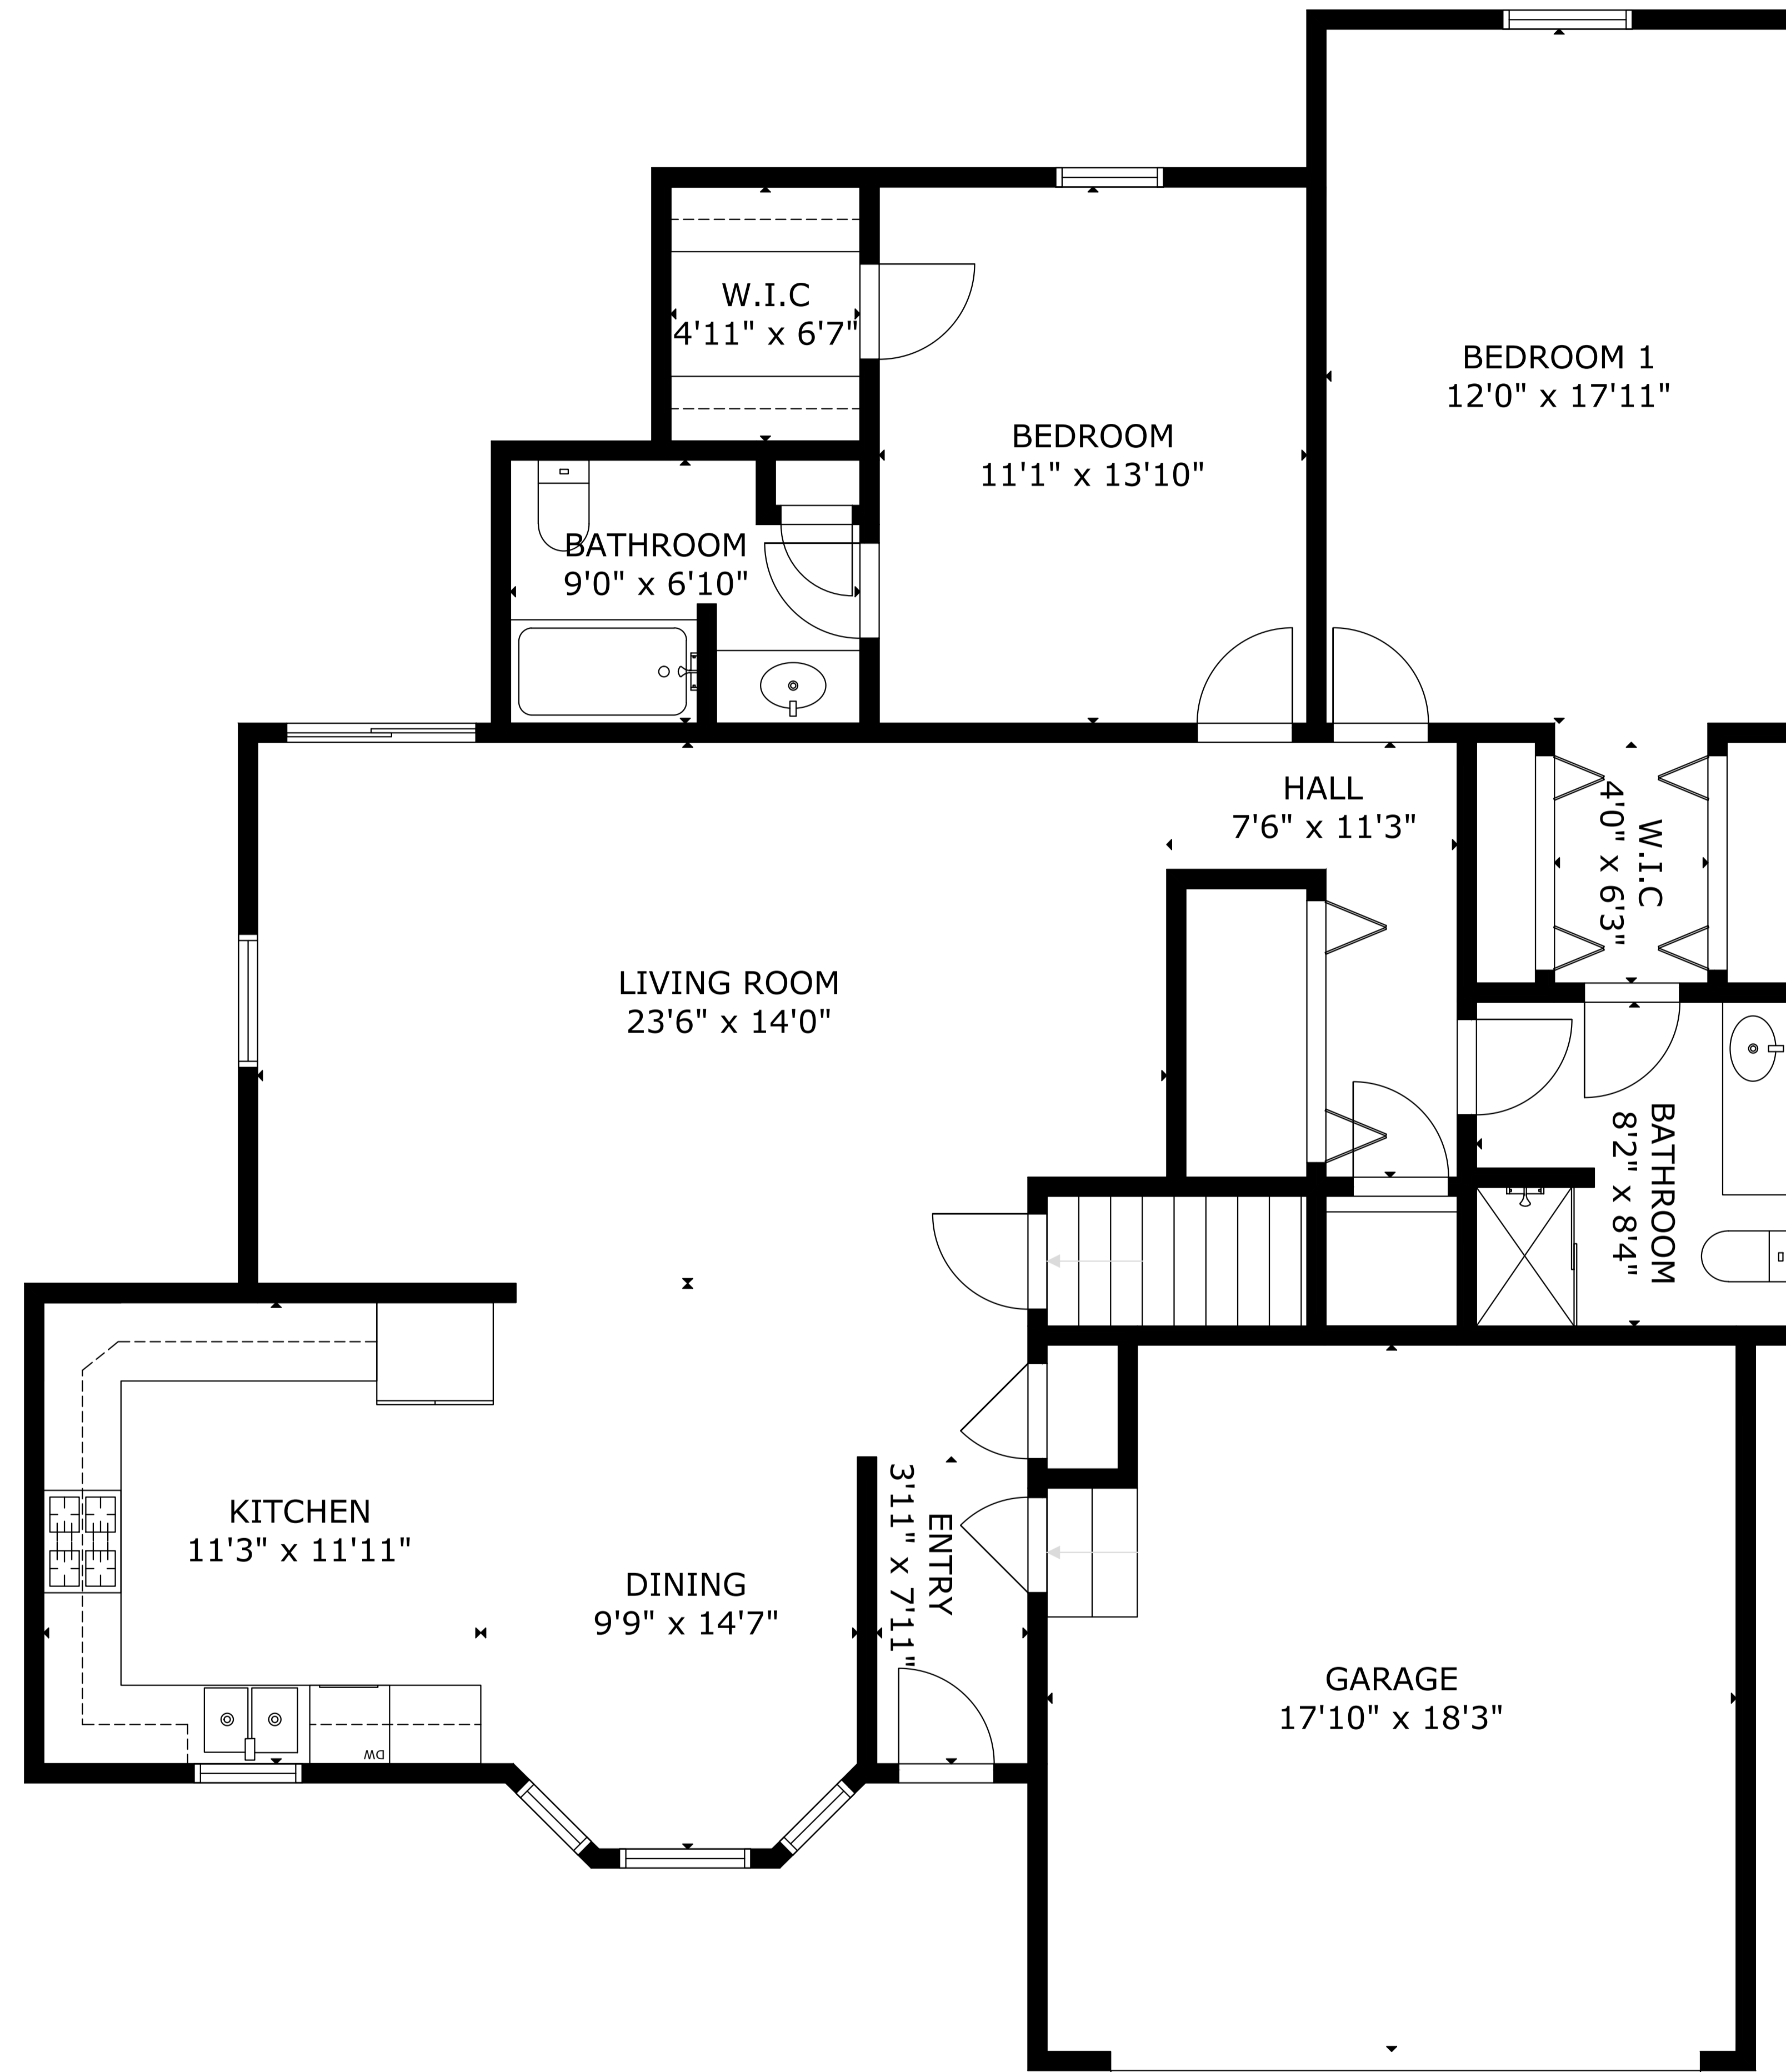 W.I.C
4'11" x 6'7"
BEDROOM 1
12'0" x 17'11"
BEDROOM
11'1" x 13'10"
BATHROOM
9'0" x 6'10"
HALL
7'6" x 11'3"
W.I.C
4'0" x 6'3"
LIVING ROOM
23'6" x 14'0"
BATHROOM
8'2" x 8'4"
KITCHEN
11'3" x 11'11"
DINING
9'9" x 14'7"
ENTRY
3'11" x 7'11"
GARAGE
17'10" x 18'3"
DW